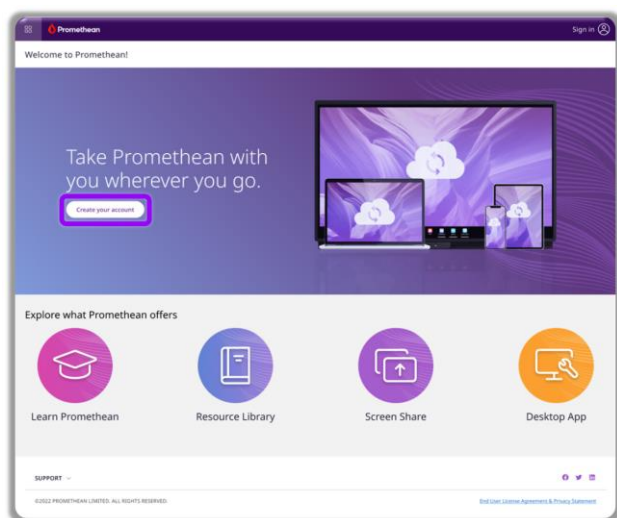 Promethean
Sign in
Welcome to Promethean!
Take Promethean with
you wherever you go.
Create your account
Explore what Promethean offers
Learn Promethean
Resource Library
Screen Share
Desktop App
SUPPORT
©2022 PROMETHEAN LIMITED. ALL RIGHTS RESERVED.
End User License Agreement & Privacy Statement